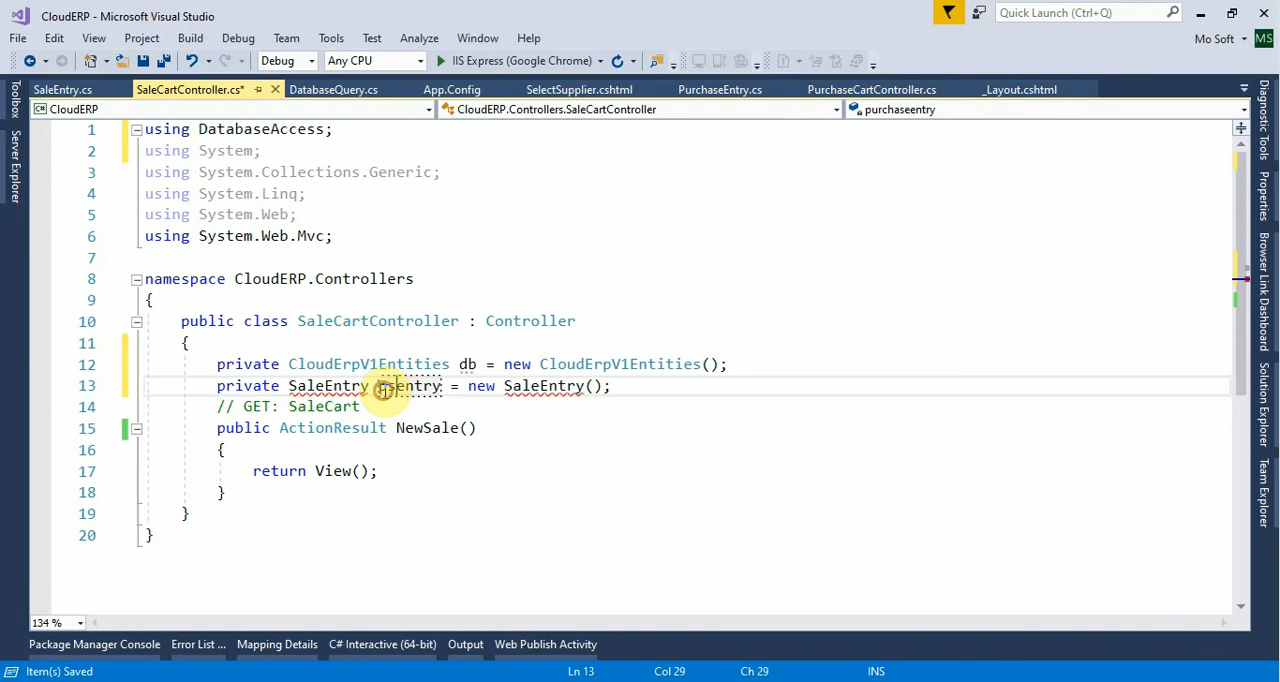 CloudERP - Microsoft Visual Studio
Quick Launch (Ctrl+Q)
File Edit View Project Build Debug Team Tools Test Analyze Window Help
Mo Soft MS
Debug Any CPU IIS Express (Google Chrome)
SaleEntry.cs SaleCartController.cs* DatabaseQuery.cs App.Config SelectSupplier.cshtml PurchaseEntry.cs PurchaseCartController.cs _Layout.cshtml
CloudERP CloudERP.Controllers.SaleCartController purchaseentry
Toolbox
Server Explorer
1 using DatabaseAccess;
2 using System;
3 using System.Collections.Generic;
4 using System.Linq;
5 using System.Web;
6 using System.Web.Mvc;
7
8 namespace CloudERP.Controllers
9 {
10 public class SaleCartController : Controller
11 {
12 private CloudErpV1Entities db = new CloudErpV1Entities();
13 private SaleEntry = new SaleEntry();
14 // GET: SaleCart
15 public ActionResult NewSale()
16 {
17 return View();
18 }
19 }
20 }
Diagnostic Tools
Properties
Browser Link Dashboard
Solution Explorer
Team Explorer
134 %
Package Manager Console Error List ... Mapping Details C# Interactive (64-bit) Output Web Publish Activity
Item(s) Saved Ln 13 Col 29 Ch 29 INS